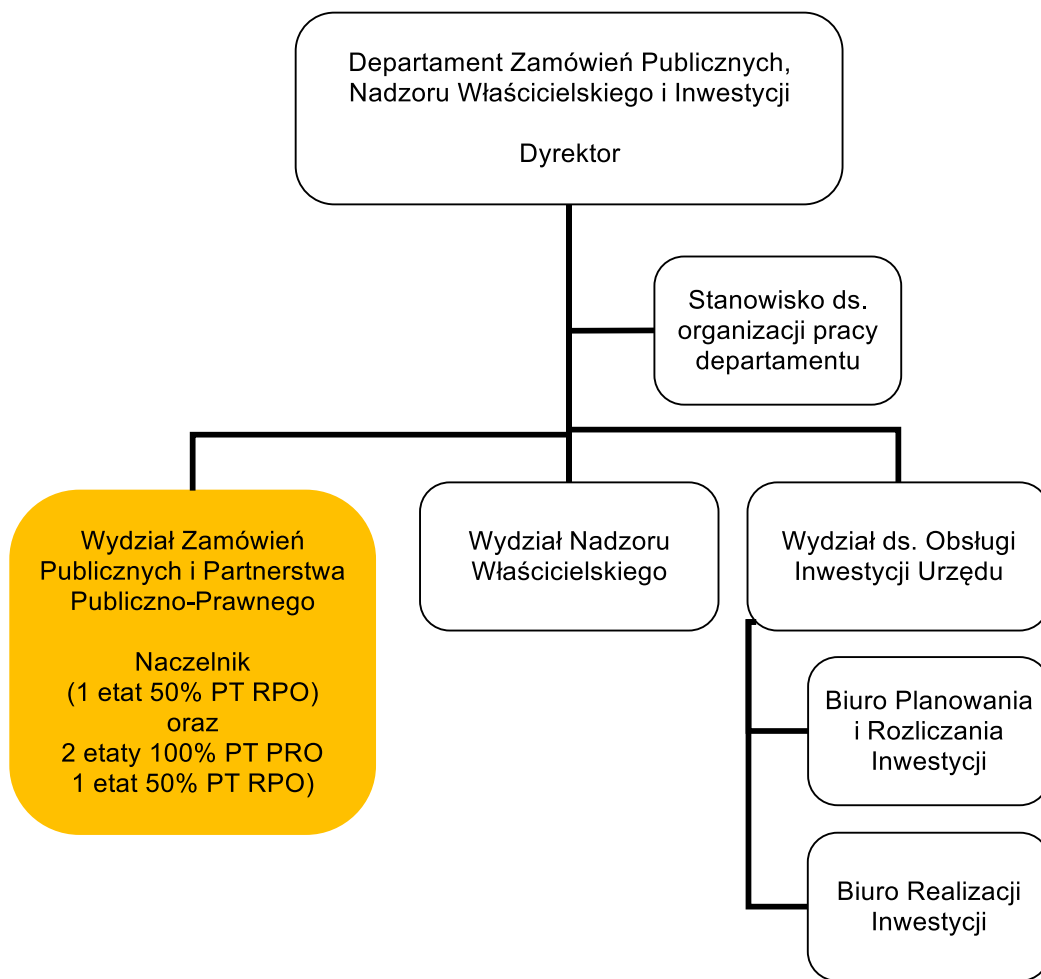 Departament Zamówień Publicznych,
Nadzoru Właścicielskiego i Inwestycji
Dyrektor
Stanowisko ds.
organizacji pracy
departamentu
Wydział Zamówień
Publicznych i Partnerstwa
Publiczno-Prawnego
Naczelnik
(1 etat 50% PT RPO)
oraz
2 etaty 100% PT PRO
1 etat 50% PT RPO)
Wydział Nadzoru
Właścicielskiego
Wydział ds. Obsługi
Inwestycji Urzędu
Biuro Planowania
i Rozliczania
Inwestycji
Biuro Realizacji
Inwestycji